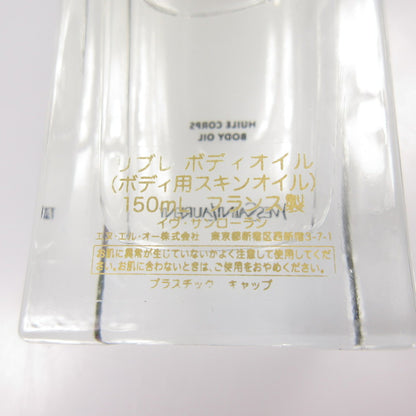 HUILE CORPS
BODY OIL
リブレ ボディオイル
(ボディ用スキンオイル)
150mL フランス製
YVESSAINTLAURENT
イヴ・サンローラン
エヌ・エル・オー株式会社 東京都新宿区西新宿3-7-1
お肌に異常が生じていないかよく注意して使用してくだ
さい。お肌に合わないときは、ご使用をおやめください。
プラスチック キャップ